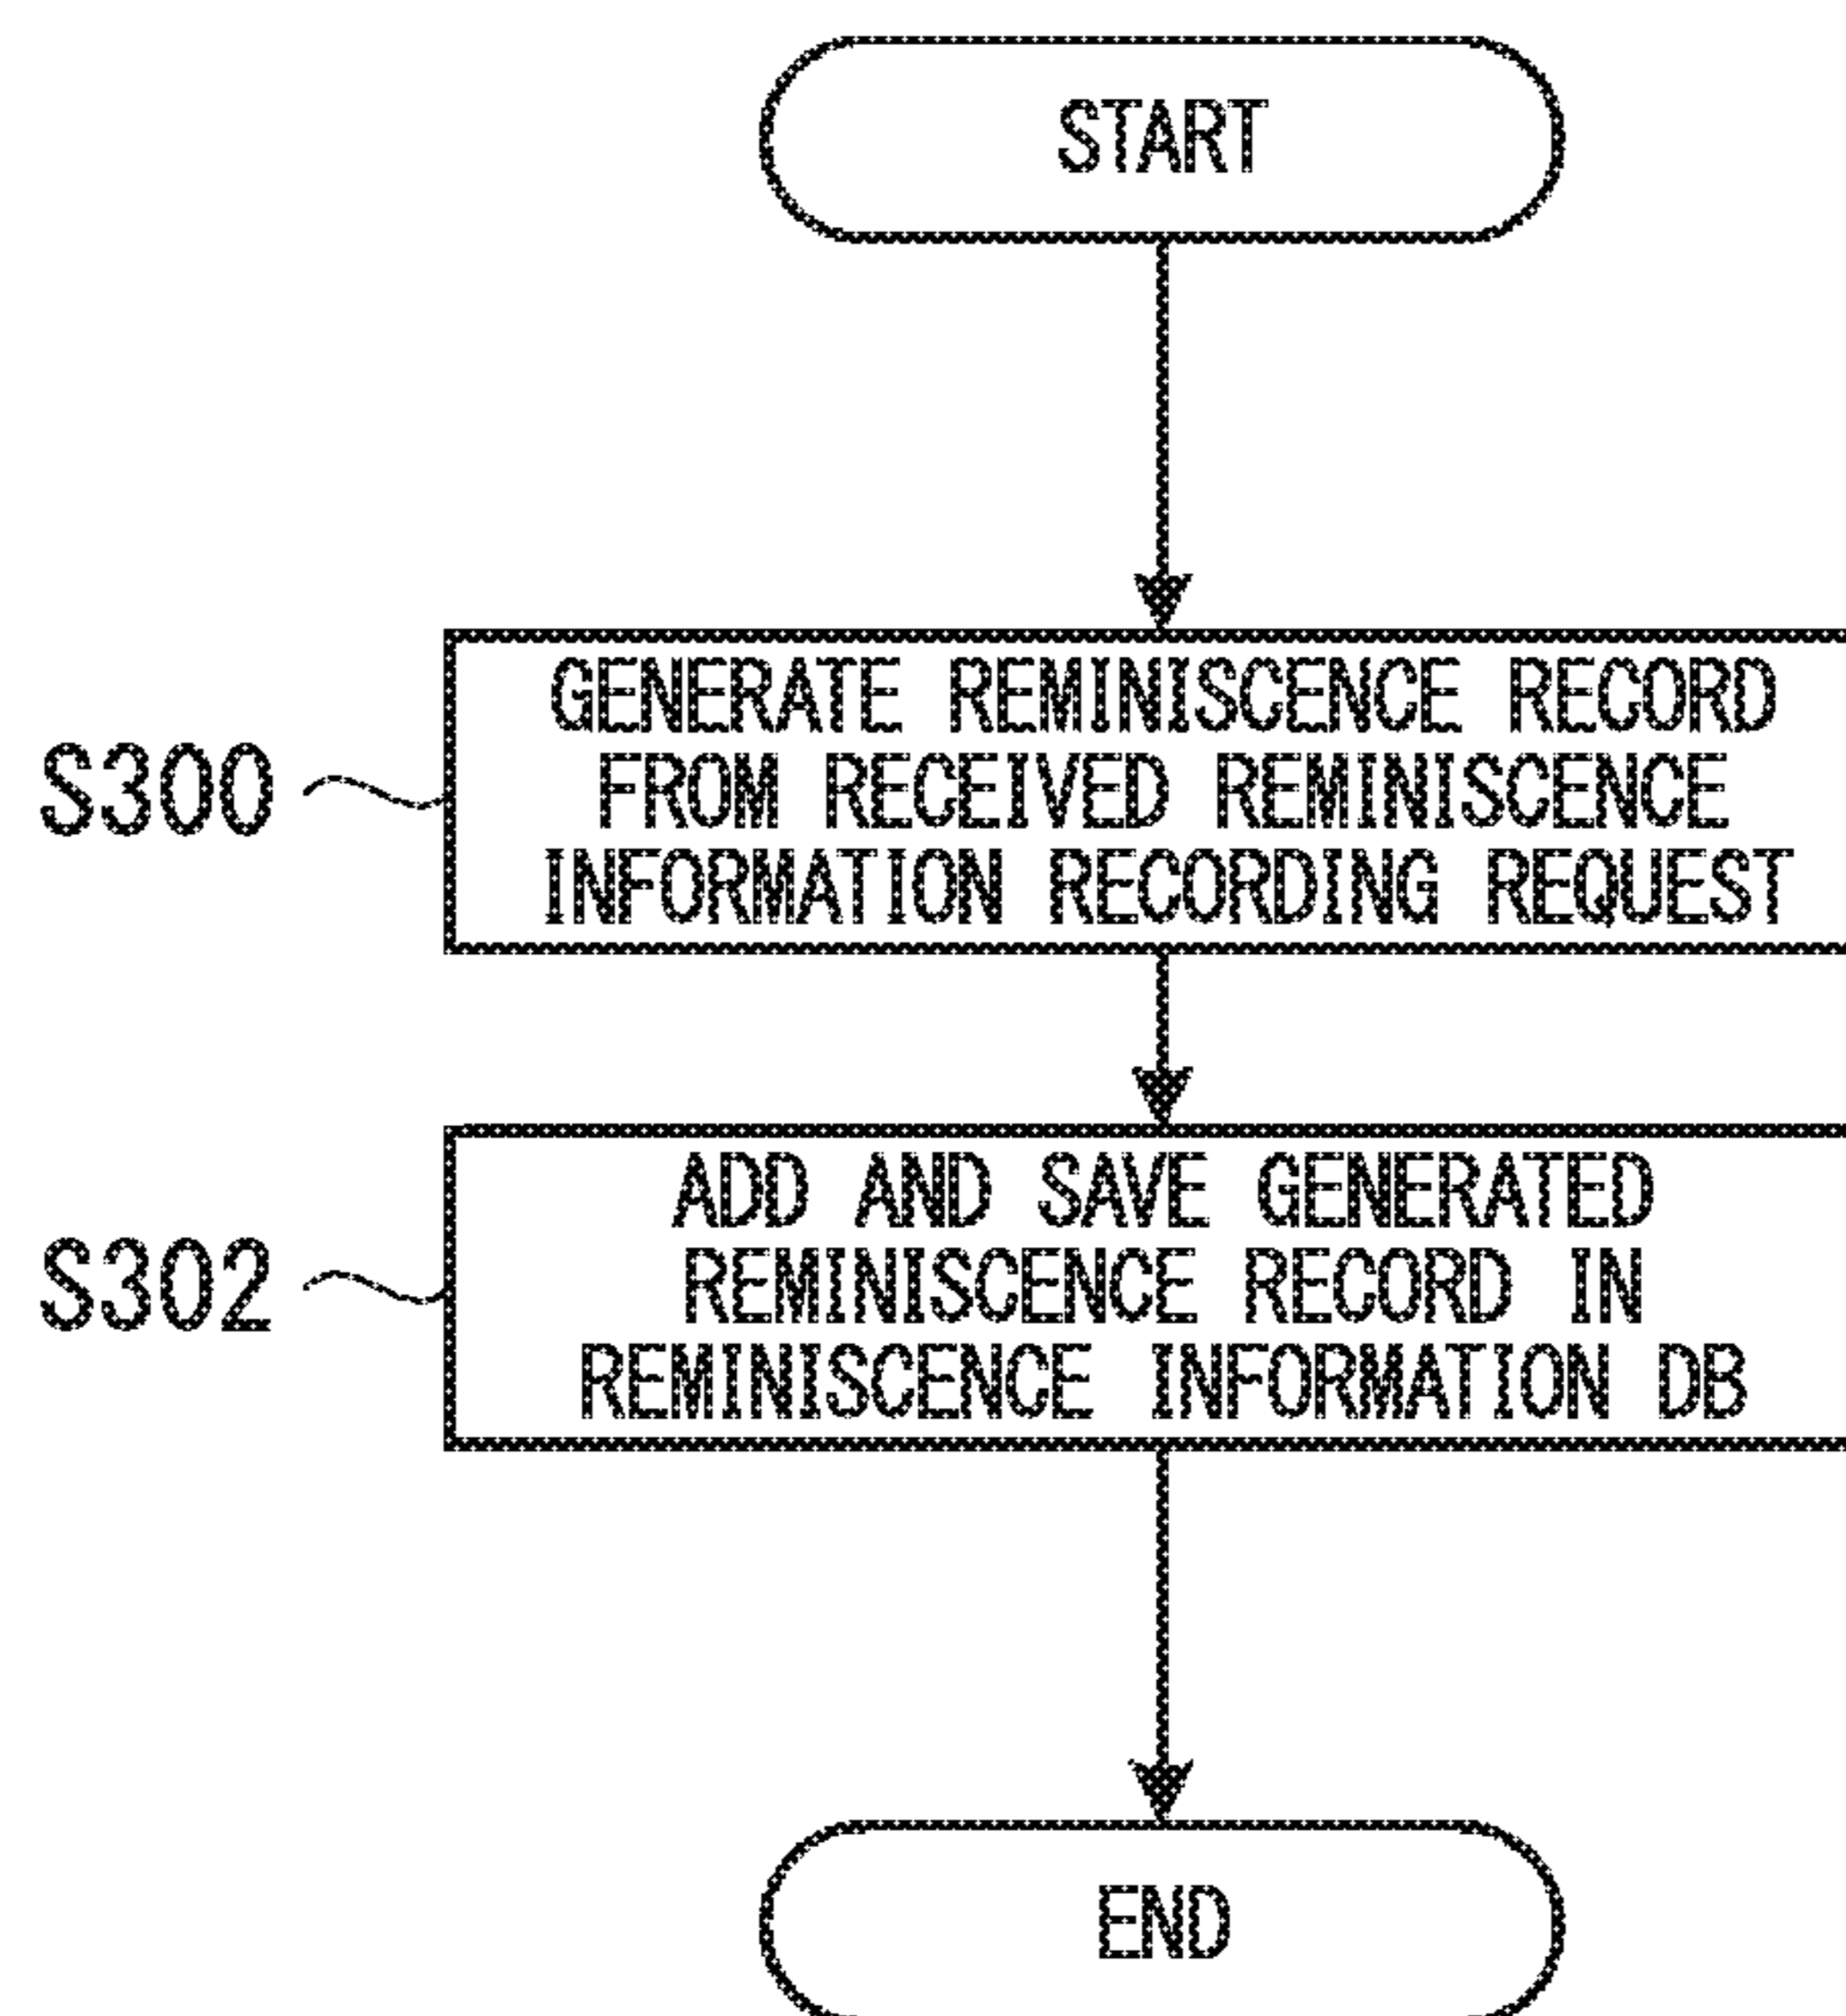 START
S300
GENERATE REMINISCENCE RECORD
FROM RECEIVED REMINISCENCE
INFORMATION RECORDING REQUEST
S302
ADD AND SAVE GENERATED
REMINISCENCE RECORD IN
REMINISCENCE INFORMATION DB
END